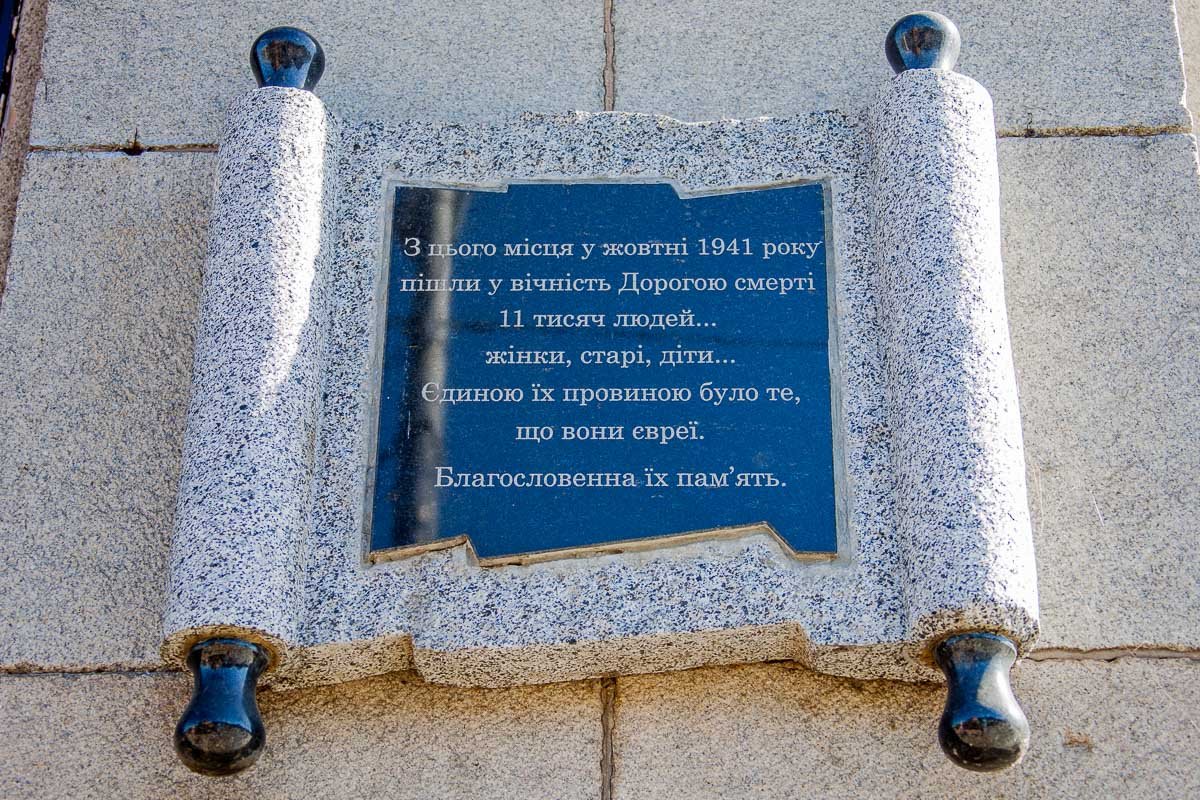 З цього місця у жовтні 1941 року
пішли у вічність Дорогою смерті
11 тисяч людей...
жінки, старі, діти...
Єдиною їх провиною було те,
що вони євреї.
Благословенна їх пам’ять.